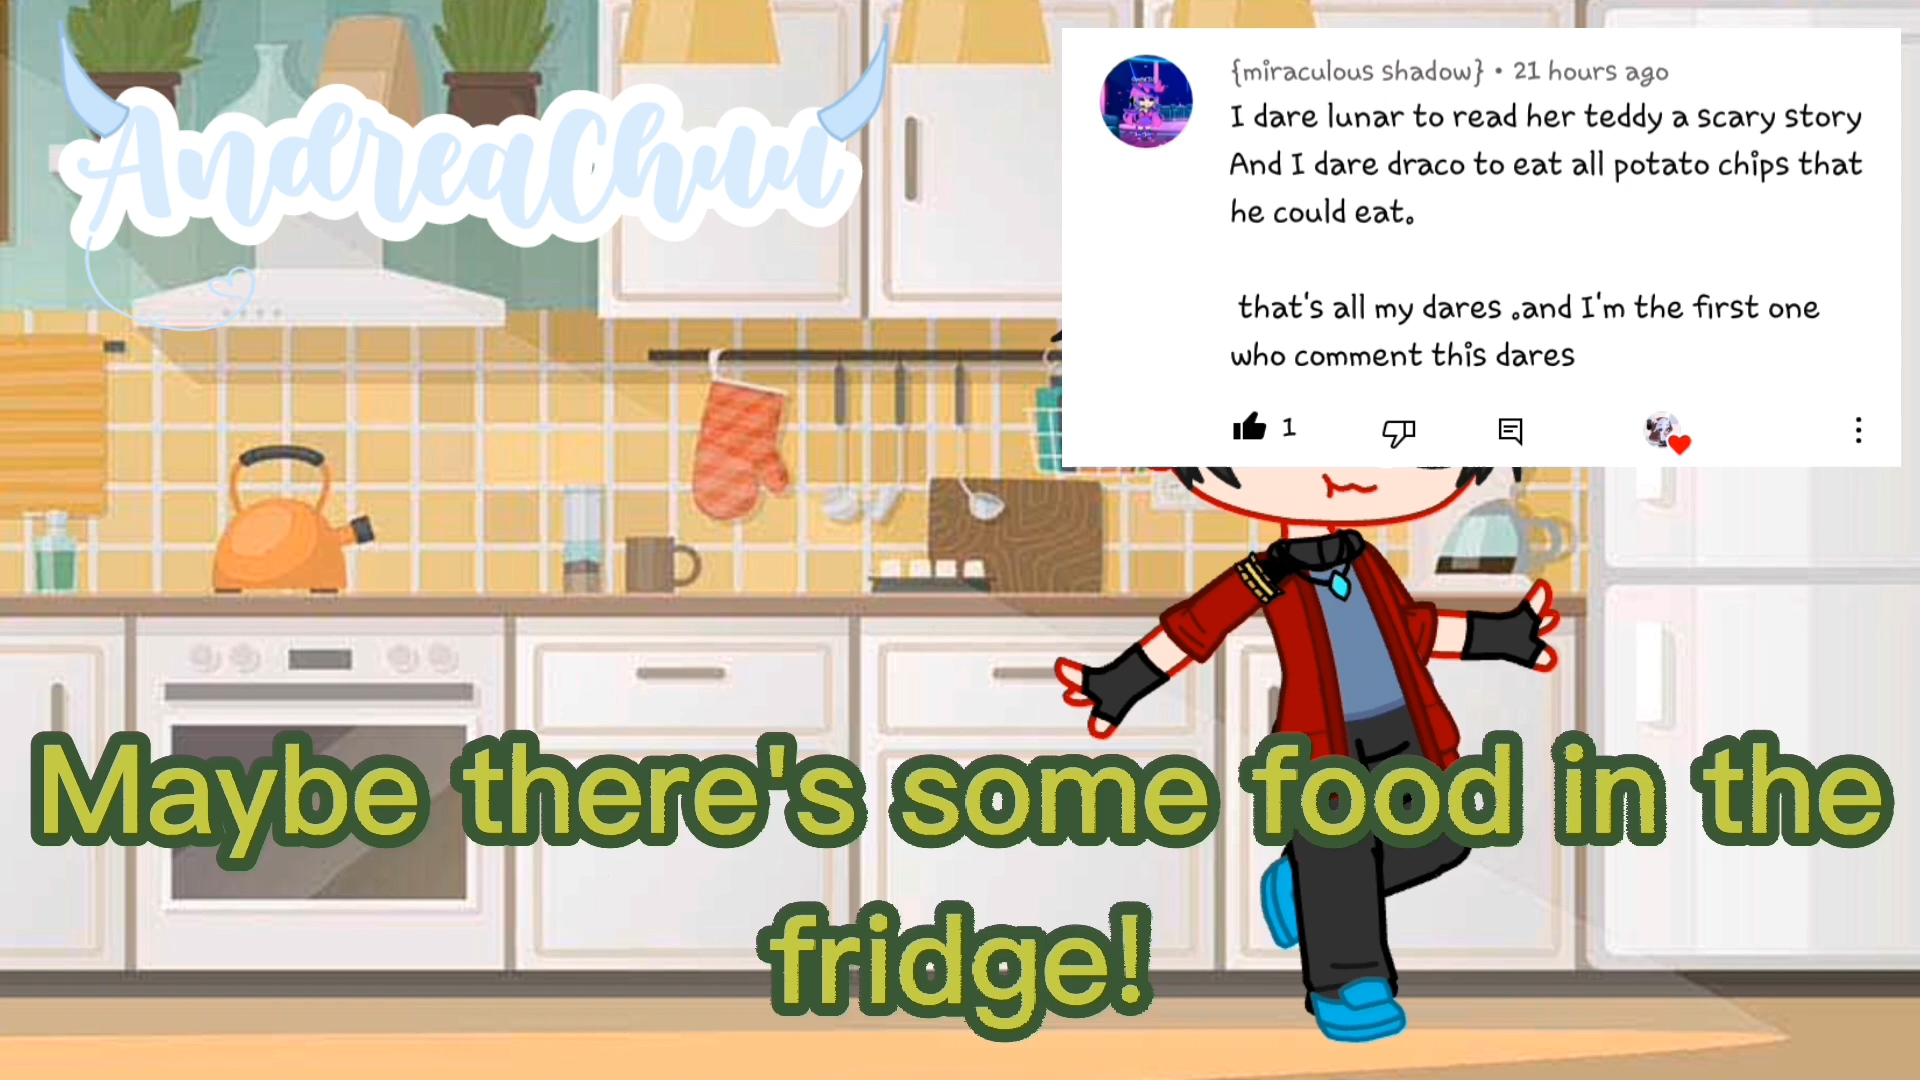 AndreaChuu
{miraculous shadow} • 21 hours ago
I dare lunar to read her teddy a scary story
And I dare draco to eat all potato chips that
he could eat.
that's all my dares .and I'm the first one
who comment this dares
1
Maybe there's some food in the
fridge!